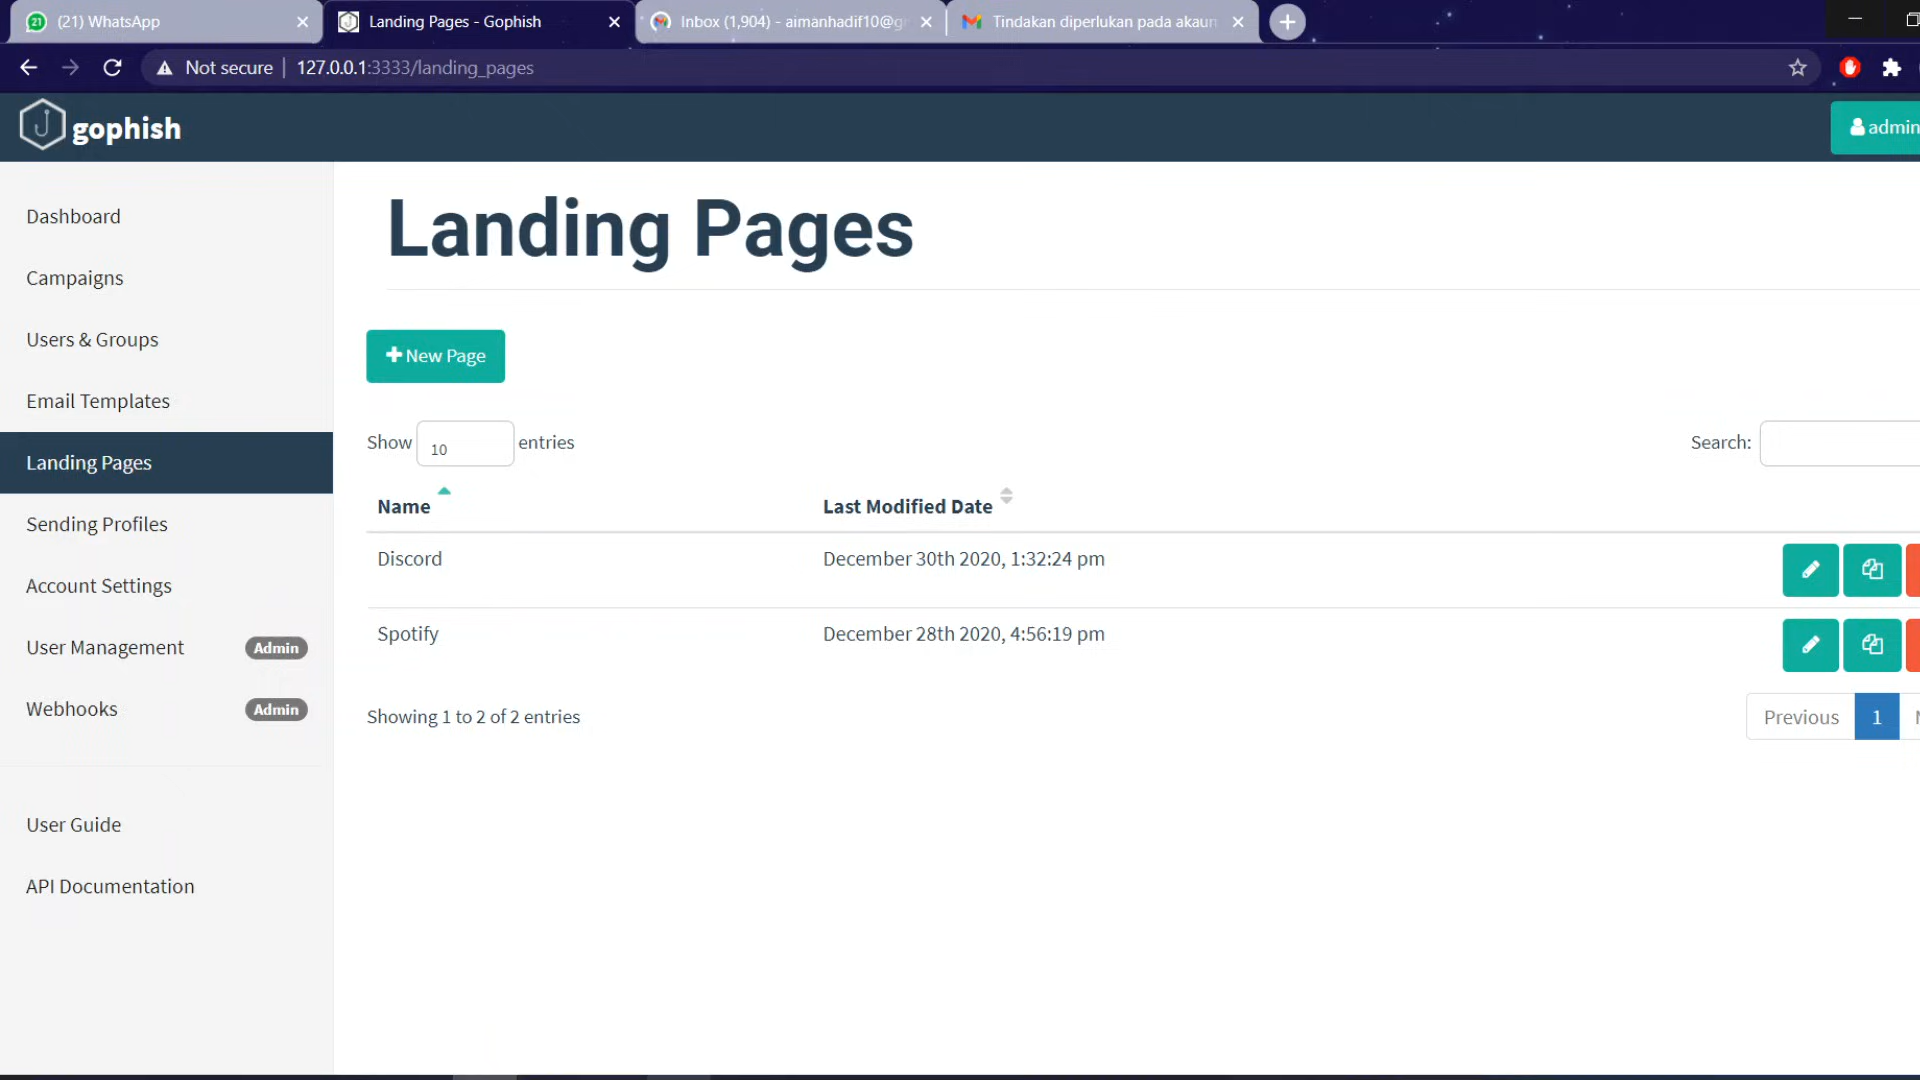 (21) WhatsApp
Landing Pages - Gophish
Inbox (1,904) - aimanhadif10@g
Tindakan diperlukan pada akaun
Not secure | 127.0.0.1:3333/landing_pages
gophish
admin
Dashboard
Campaigns
Users & Groups
Email Templates
Landing Pages
Sending Profiles
Account Settings
User Management Admin
Webhooks Admin
User Guide
API Documentation
Landing Pages
New Page
Show 10 entries
Search:
Name Last Modified Date
Discord December 30th 2020, 1:32:24 pm
Spotify December 28th 2020, 4:56:19 pm
Showing 1 to 2 of 2 entries
Previous 1